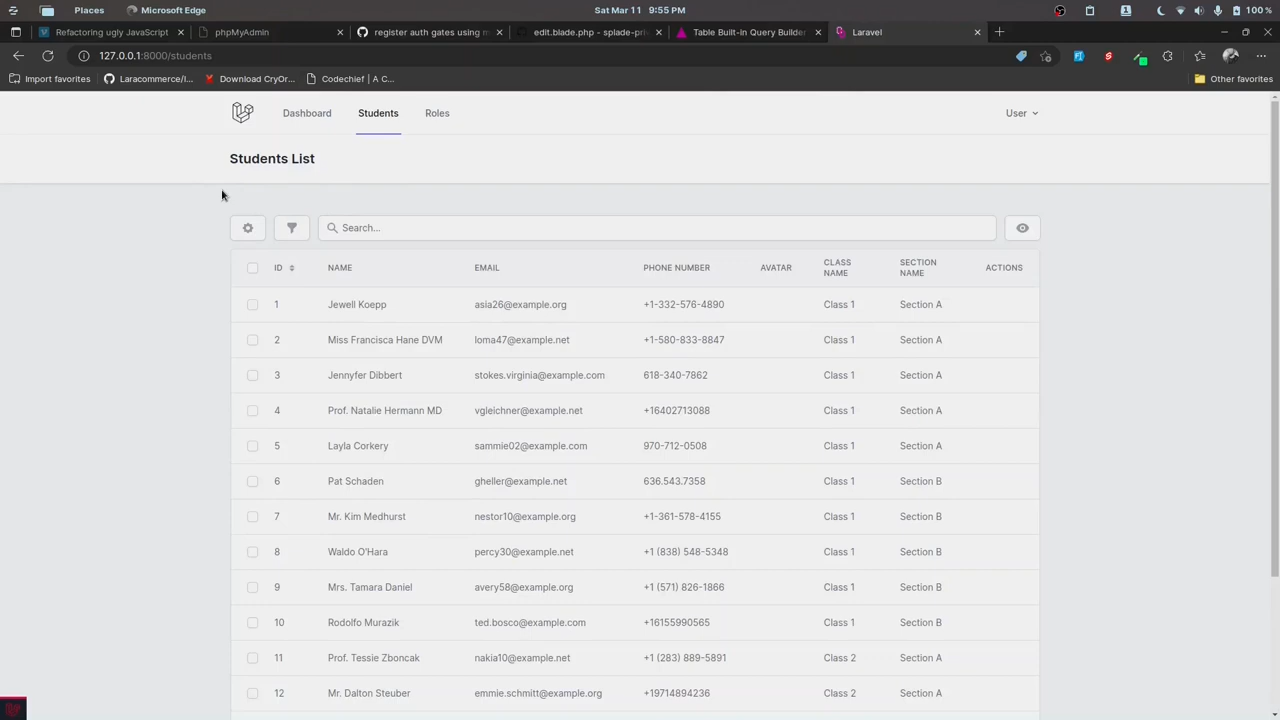 Places Microsoft Edge Sat Mar 11 9:55 PM 100 %
Refactoring ugly JavaScript phpMyAdmin register auth gates using m edit.blade.php - splade-pri Table Built-in Query Builder Laravel
127.0.0.1:8000/students
Import favorites Laracommerce/l... Download CryOr... Codechief | A C... Other favorites
Dashboard Students Roles User
Students List
Search...
ID NAME EMAIL PHONE NUMBER AVATAR CLASS NAME SECTION NAME ACTIONS
1 Jewell Koepp asia26@example.org +1-332-576-4890 Class 1 Section A
2 Miss Francisca Hane DVM loma47@example.net +1-580-833-8847 Class 1 Section A
3 Jennyfer Dibbert stokes.virginia@example.com 618-340-7862 Class 1 Section A
4 Prof. Natalie Hermann MD vgleichner@example.net +16402713088 Class 1 Section A
5 Layla Corkery sammie02@example.com 970-712-0508 Class 1 Section A
6 Pat Schaden gheller@example.net 636.543.7358 Class 1 Section B
7 Mr. Kim Medhurst nestor10@example.org +1-361-578-4155 Class 1 Section B
8 Waldo O'Hara percy30@example.net +1 (838) 548-5348 Class 1 Section B
9 Mrs. Tamara Daniel avery58@example.org +1 (571) 826-1866 Class 1 Section B
10 Rodolfo Murazik ted.bosco@example.com +16155990565 Class 1 Section B
11 Prof. Tessie Zboncak nakia10@example.net +1 (283) 889-5891 Class 2 Section A
12 Mr. Dalton Steuber emmie.schmitt@example.org +19714894236 Class 2 Section A